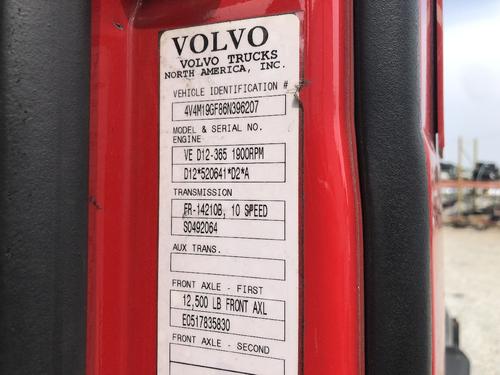 VOLVO
VOLVO TRUCKS
NORTH AMERICA, INC.
VEHICLE IDENTIFICATION #
4V4M19GF86N396207
MODEL & SERIAL NO.
ENGINE
VE D12-365 1900RPM
D12*520641*D2*A
TRANSMISSION
FR-14210B, 10 SPEED
S0492064
AUX TRANS.
FRONT AXLE - FIRST
12,500 LB FRONT AXL
EC517835830
FRONT AXLE - SECOND